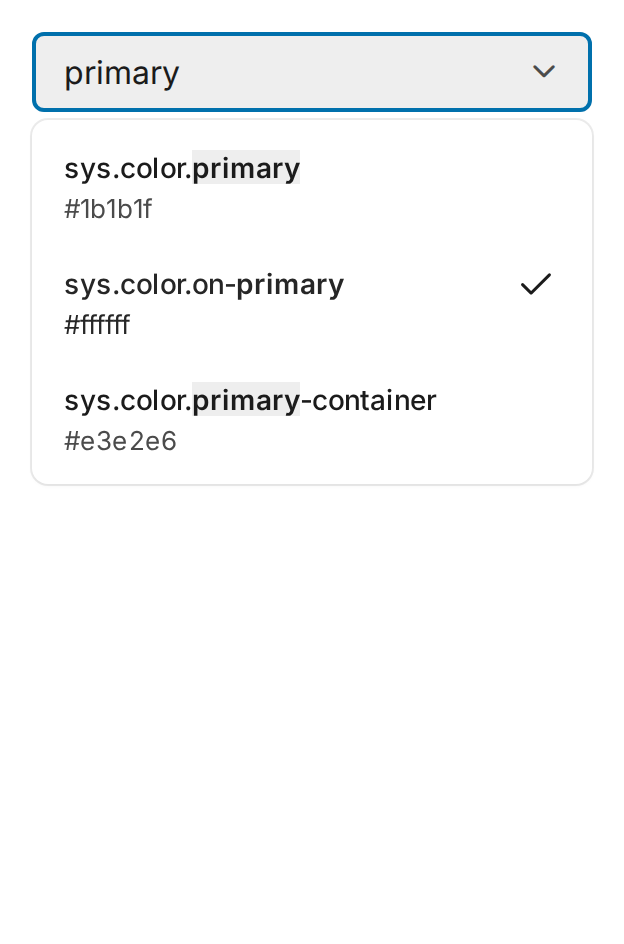 primary
sys.color.primary
#1b1b1f
sys.color.on-primary
#ffffff
sys.color.primary-container
#e3e2e6